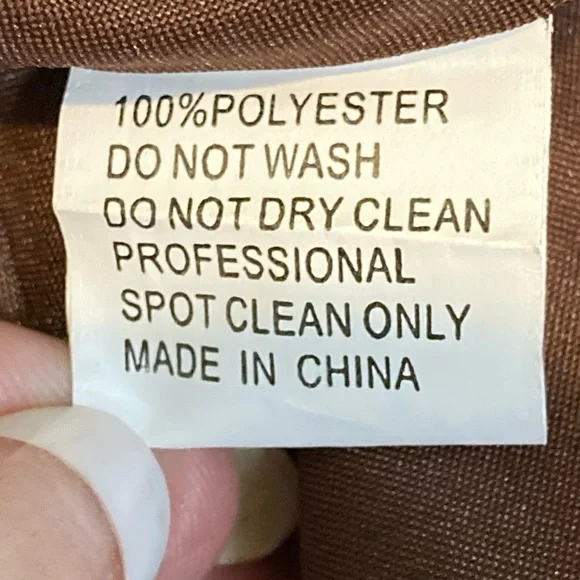 100%POLYESTER
DO NOT WASH
DO NOT DRY CLEAN
PROFESSIONAL
SPOT CLEAN ONLY
MADE IN CHINA